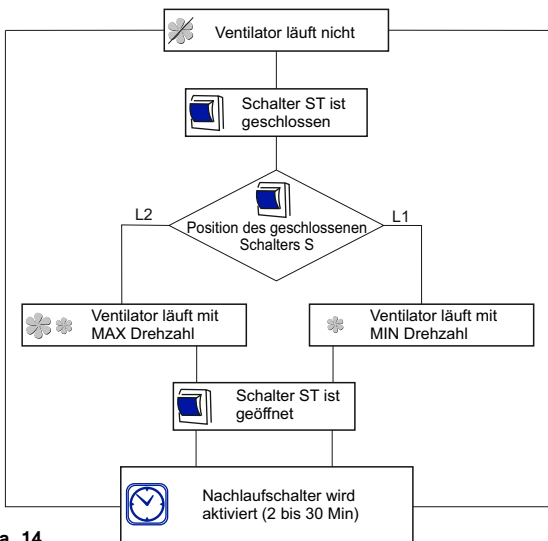 Ventilator läuft nicht
Schalter ST ist
geschlossen
L2
L1
Position des geschlossenen
Schalters S
Ventilator läuft mit
MAX Drehzahl
Ventilator läuft mit
MIN Drehzahl
Schalter ST ist
geöffnet
Nachlaufschalter wird
aktiviert (2 bis 30 Min)
a. 14